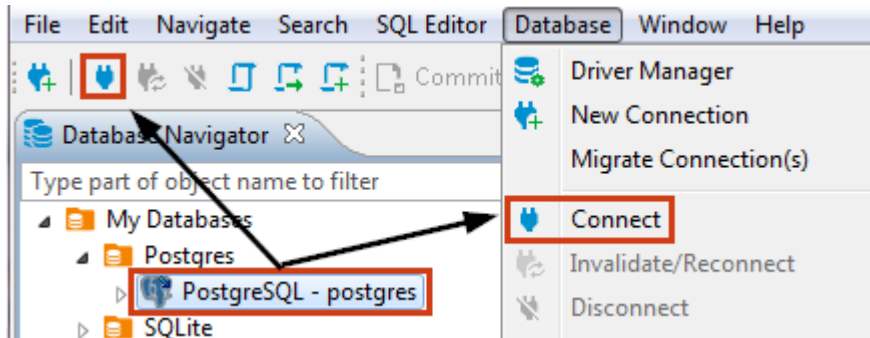 File Edit Navigate Search SQL Editor Database Window Help
Commit
Database Navigator
Type part of object name to filter
My Databases
Postgres
PostgreSQL - postgres
SQLite
Driver Manager
New Connection
Migrate Connection(s)
Connect
Invalidate/Reconnect
Disconnect